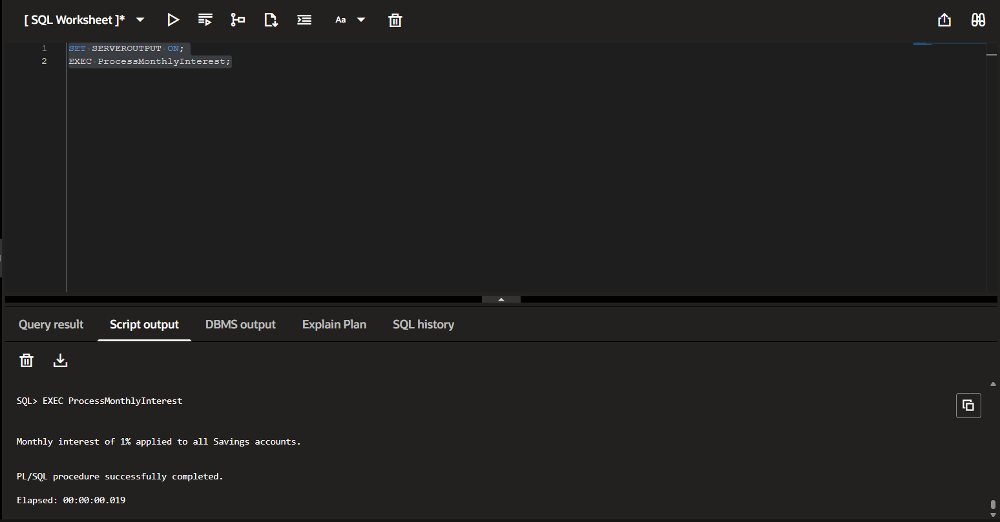 [ SQL Worksheet ]*
Aa
1 SET SERVEROUTPUT ON;
2 EXEC ProcessMonthlyInterest;
Query result Script output DBMS output Explain Plan SQL history
SQL> EXEC ProcessMonthlyInterest
Monthly interest of 1% applied to all Savings accounts.
PL/SQL procedure successfully completed.
Elapsed: 00:00:00.019